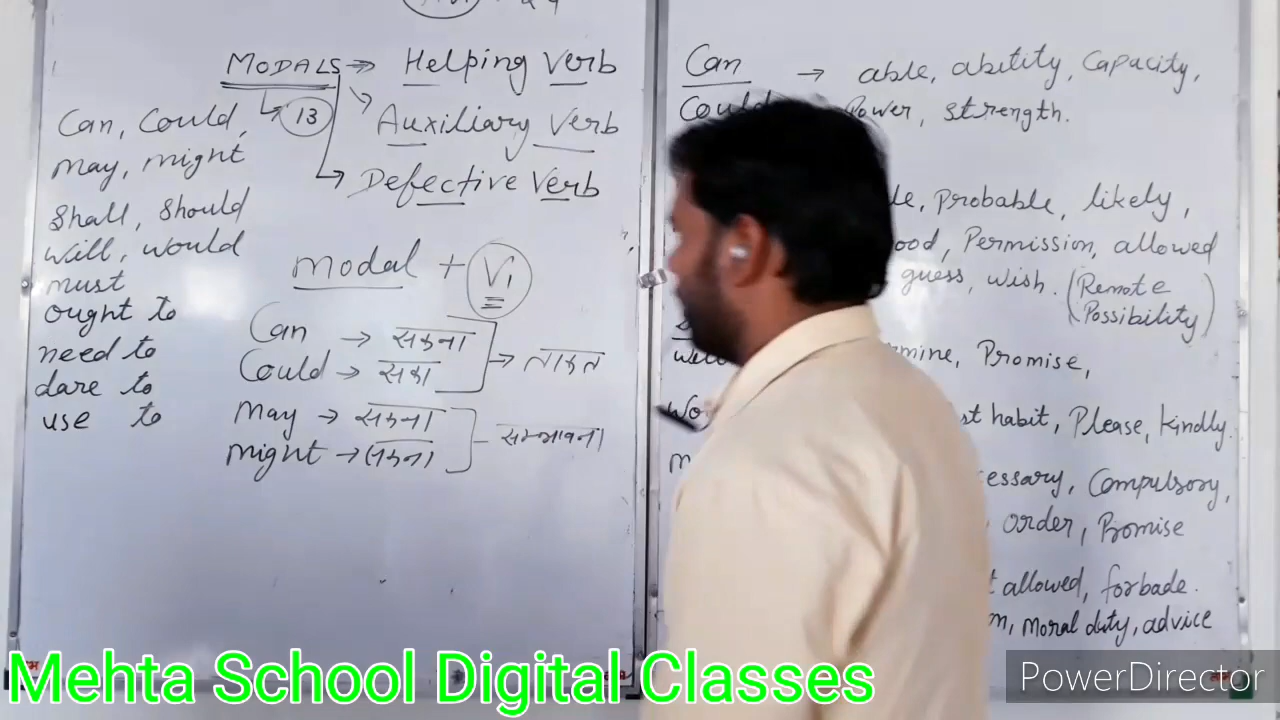 MODALS → Helping Verb
13
Auxiliary Verb
Defective Verb
Can, Could,
May, might
Shall, Should
Will, would
must
ought to
need to
dare to
use to
modal + V1
Can → सकना
Could → सका
→ ताकत
May → सकना
might → सकना
सम्भावना
Can → able, abitity, Capacity,
Could Power, Strength.
Probable, likely,
Permission, allowed
guess, wish. (Remote
Possibility)
Promise,
habit, Please, kindly.
Compulsory,
order, Promise
allowed, forbade.
moral duty, advice
Mehta School Digital Classes
PowerDirector